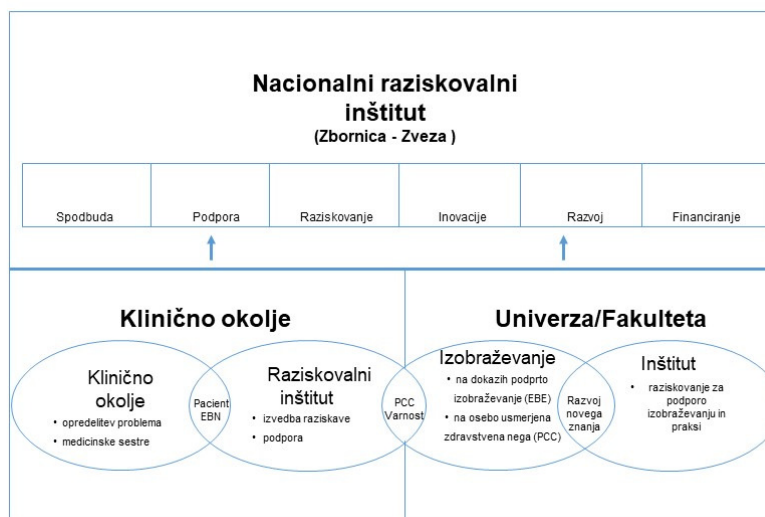 Nacionalni raziskovalni
inštitut
(Zbornica - Zveza )
Spodbuda
Podpora
Raziskovanje
Inovacije
Razvoj
Financiranje
Klinično okolje
Univerza/Fakulteta
Klinično
okolje
• opredelitev problema
• medicinske sestre
Pacient
EBN
Raziskovalni
inštitut
• izvedba raziskave
• podpora
PCC
Varnost
Izobraževanje
• na dokazih podprto
izobraževanje (EBE)
• na osebo usmerjena
zdravstvena nega (PCC)
Razvoj
novega
znanja
Inštitut
• raziskovanje za
podporo
izobraževanju in
praksi